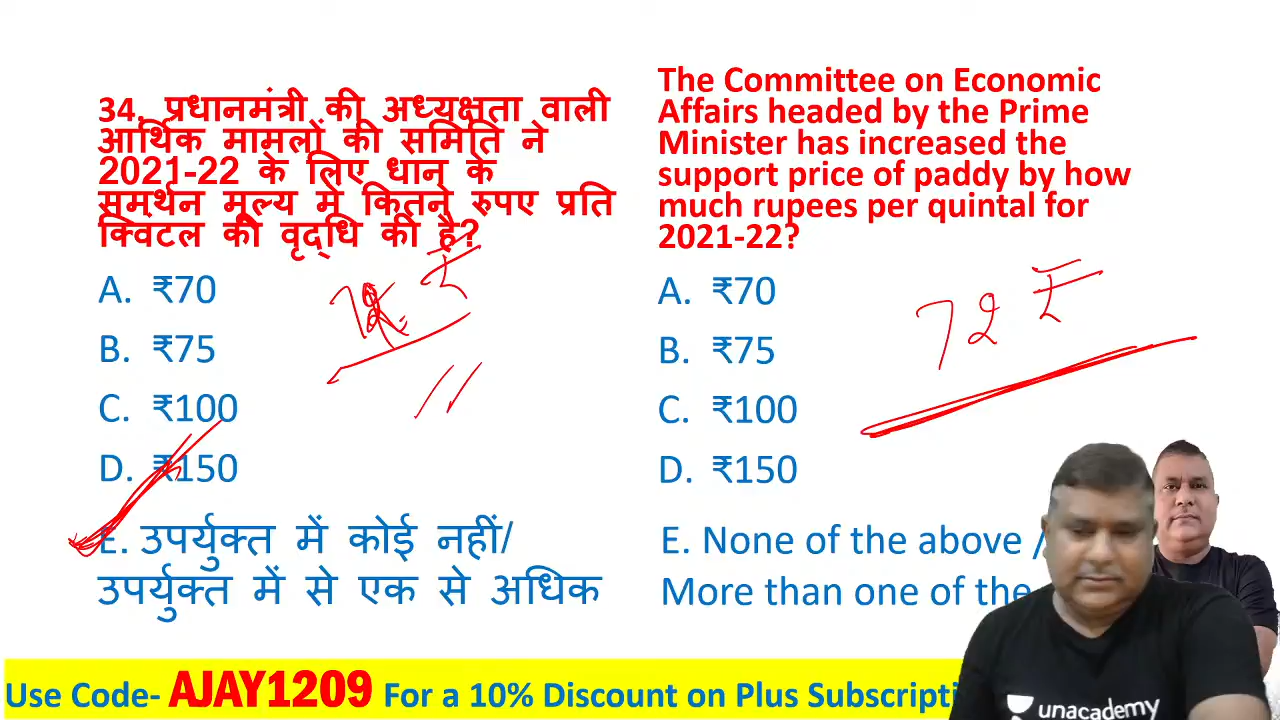 34. प्रधानमंत्री की अध्यक्षता वाली
आर्थिक मामलों की समिति ने
2021-22 के लिए धान के
समर्थन मूल्य में कितने रुपए प्रति
क्विंटल की वृद्धि की है?
A. ₹70
B. ₹75
C. ₹100
D. ₹150
E. उपर्युक्त में कोई नहीं/
उपर्युक्त में से एक से अधिक
72 ₹
The Committee on Economic
Affairs headed by the Prime
Minister has increased the
support price of paddy by how
much rupees per quintal for
2021-22?
A. ₹70
B. ₹75
C. ₹100
D. ₹150
E. None of the above /
More than one of the
72 ₹
Use Code- AJAY1209 For a 10% Discount on Plus Subscripti
unacademy